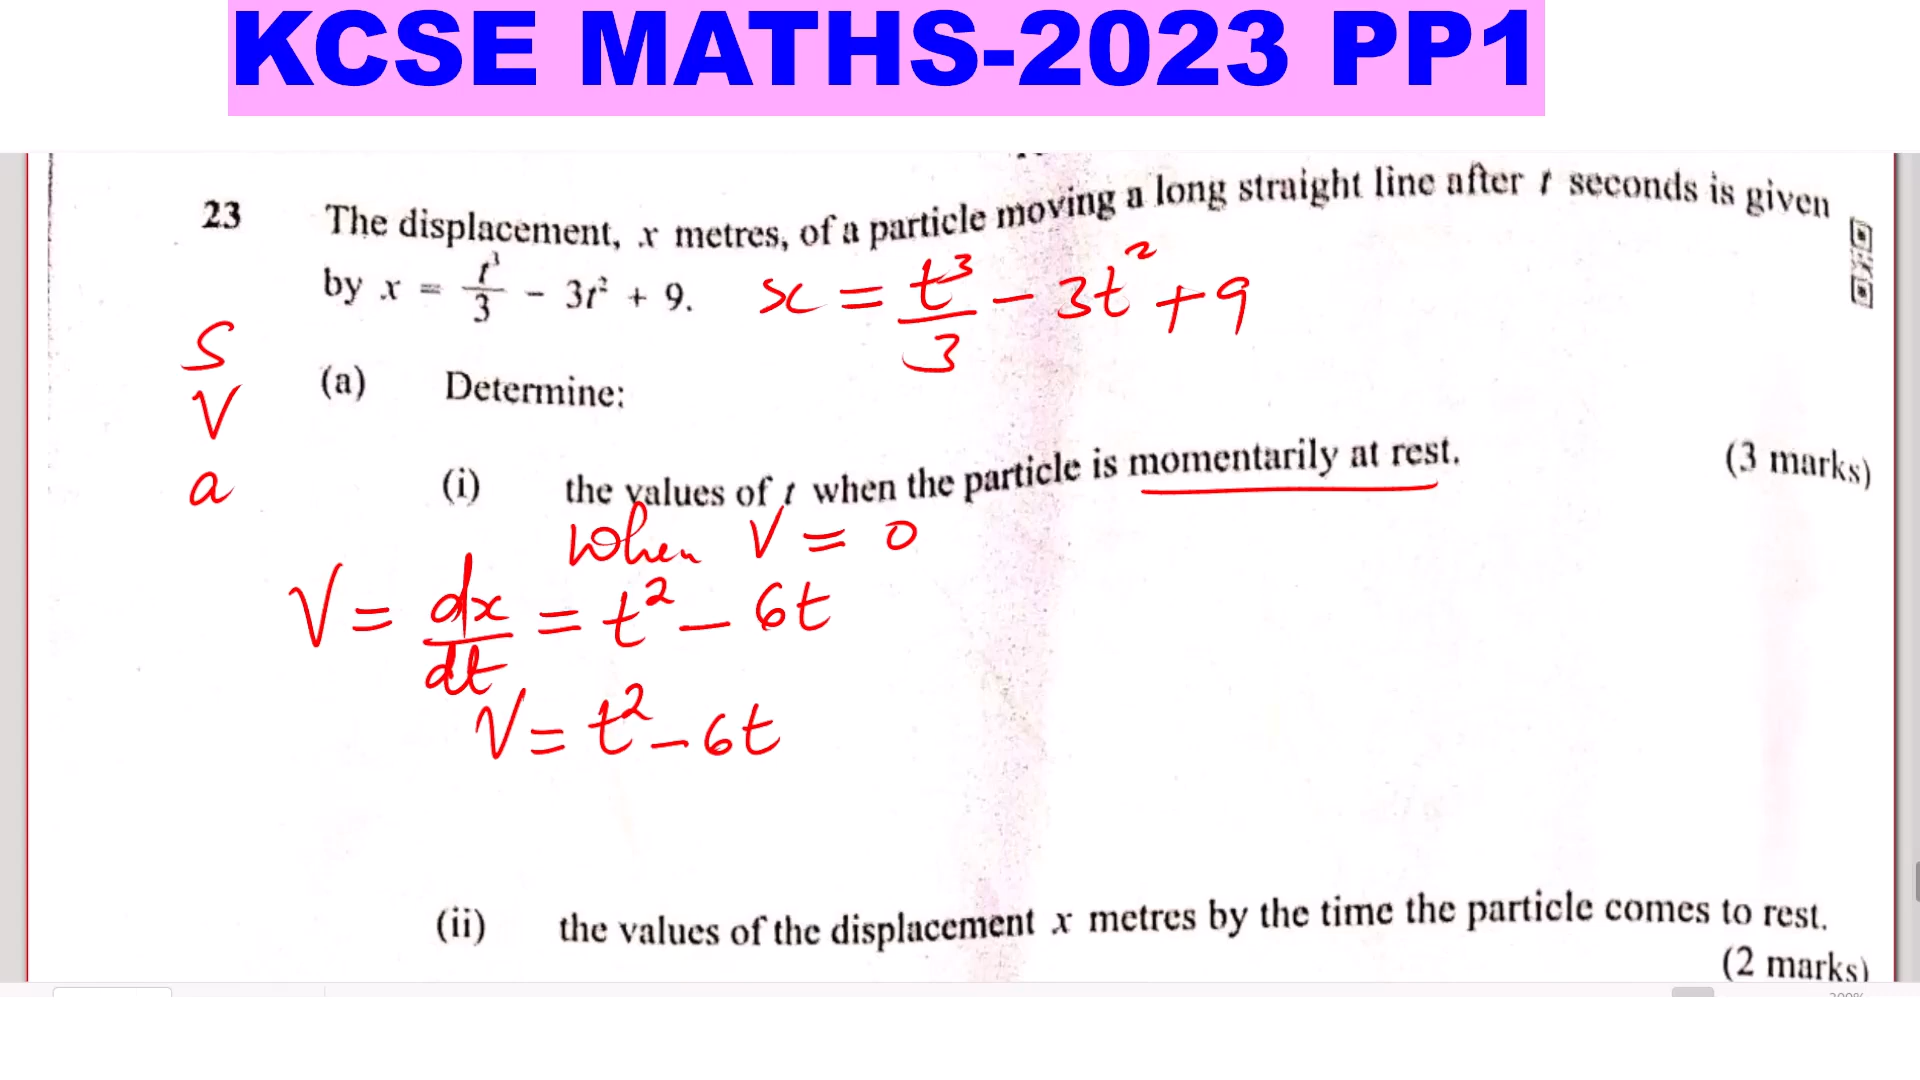 KCSE MATHS-2023 PP1
23 The displacement, x metres, of a particle moving a long straight line after t seconds is given
by x = t³/3 - 3t² + 9. x = t³/3 - 3t² + 9
S
V
(a) Determine:
a
(i) the values of t when the particle is momentarily at rest. (3 marks)
when V = 0
V = dx/dt = t² - 6t
V = t² - 6t
(ii) the values of the displacement x metres by the time the particle comes to rest.
(2 marks)